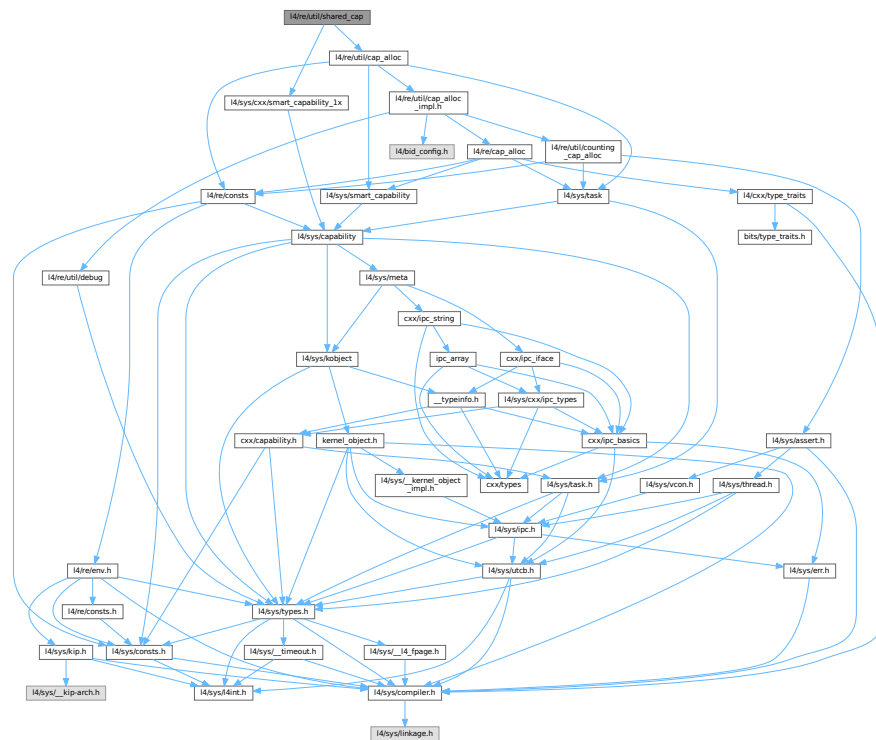 l4/re/util/shared_cap
l4/re/util/cap_alloc
l4/sys/cxx/smart_capability_1x
l4/re/util/cap_alloc
_impl.h
l4/bid_config.h
l4/re/cap_alloc
l4/re/util/counting
_cap_alloc
l4/re/consts
l4/sys/smart_capability
l4/sys/task
l4/cxx/type_traits
l4/sys/capability
bits/type_traits.h
l4/re/util/debug
l4/sys/meta
cxx/ipc_string
l4/sys/kobject
ipc_array
cxx/ipc_iface
__typeinfo.h
l4/sys/cxx/ipc_types
cxx/capability.h
kernel_object.h
cxx/ipc_basics
l4/sys/assert.h
l4/sys/__kernel_object
_impl.h
cxx/types
l4/sys/task.h
l4/sys/vcon.h
l4/sys/thread.h
l4/sys/ipc.h
l4/re/env.h
l4/sys/utcb.h
l4/sys/err.h
l4/re/consts.h
l4/sys/types.h
l4/sys/kip.h
l4/sys/consts.h
l4/sys/__timeout.h
l4/sys/__l4_fpage.h
l4/sys/__kip-arch.h
l4/sys/l4int.h
l4/sys/compiler.h
l4/sys/linkage.h